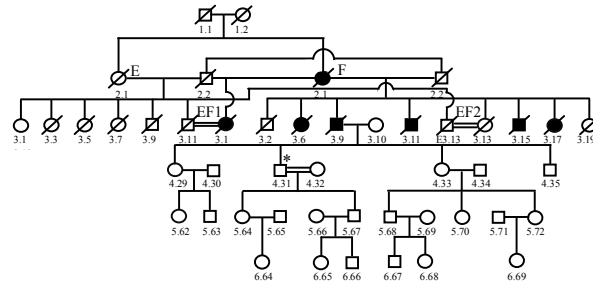 1.1 1.2
E F
2.1 2.2 2.1 2.2
EF1 EF2
3.1 3.3 3.5 3.7 3.9 3.11 3.1 3.2 3.6 3.9 3.10 3.11 E3.13 3.13 3.15 3.17 3.19
*
4.29 4.30 4.31 4.32 4.33 4.34 4.35
5.62 5.63 5.64 5.65 5.66 5.67 5.68 5.69 5.70 5.71 5.72
6.64 6.65 6.66 6.67 6.68 6.69